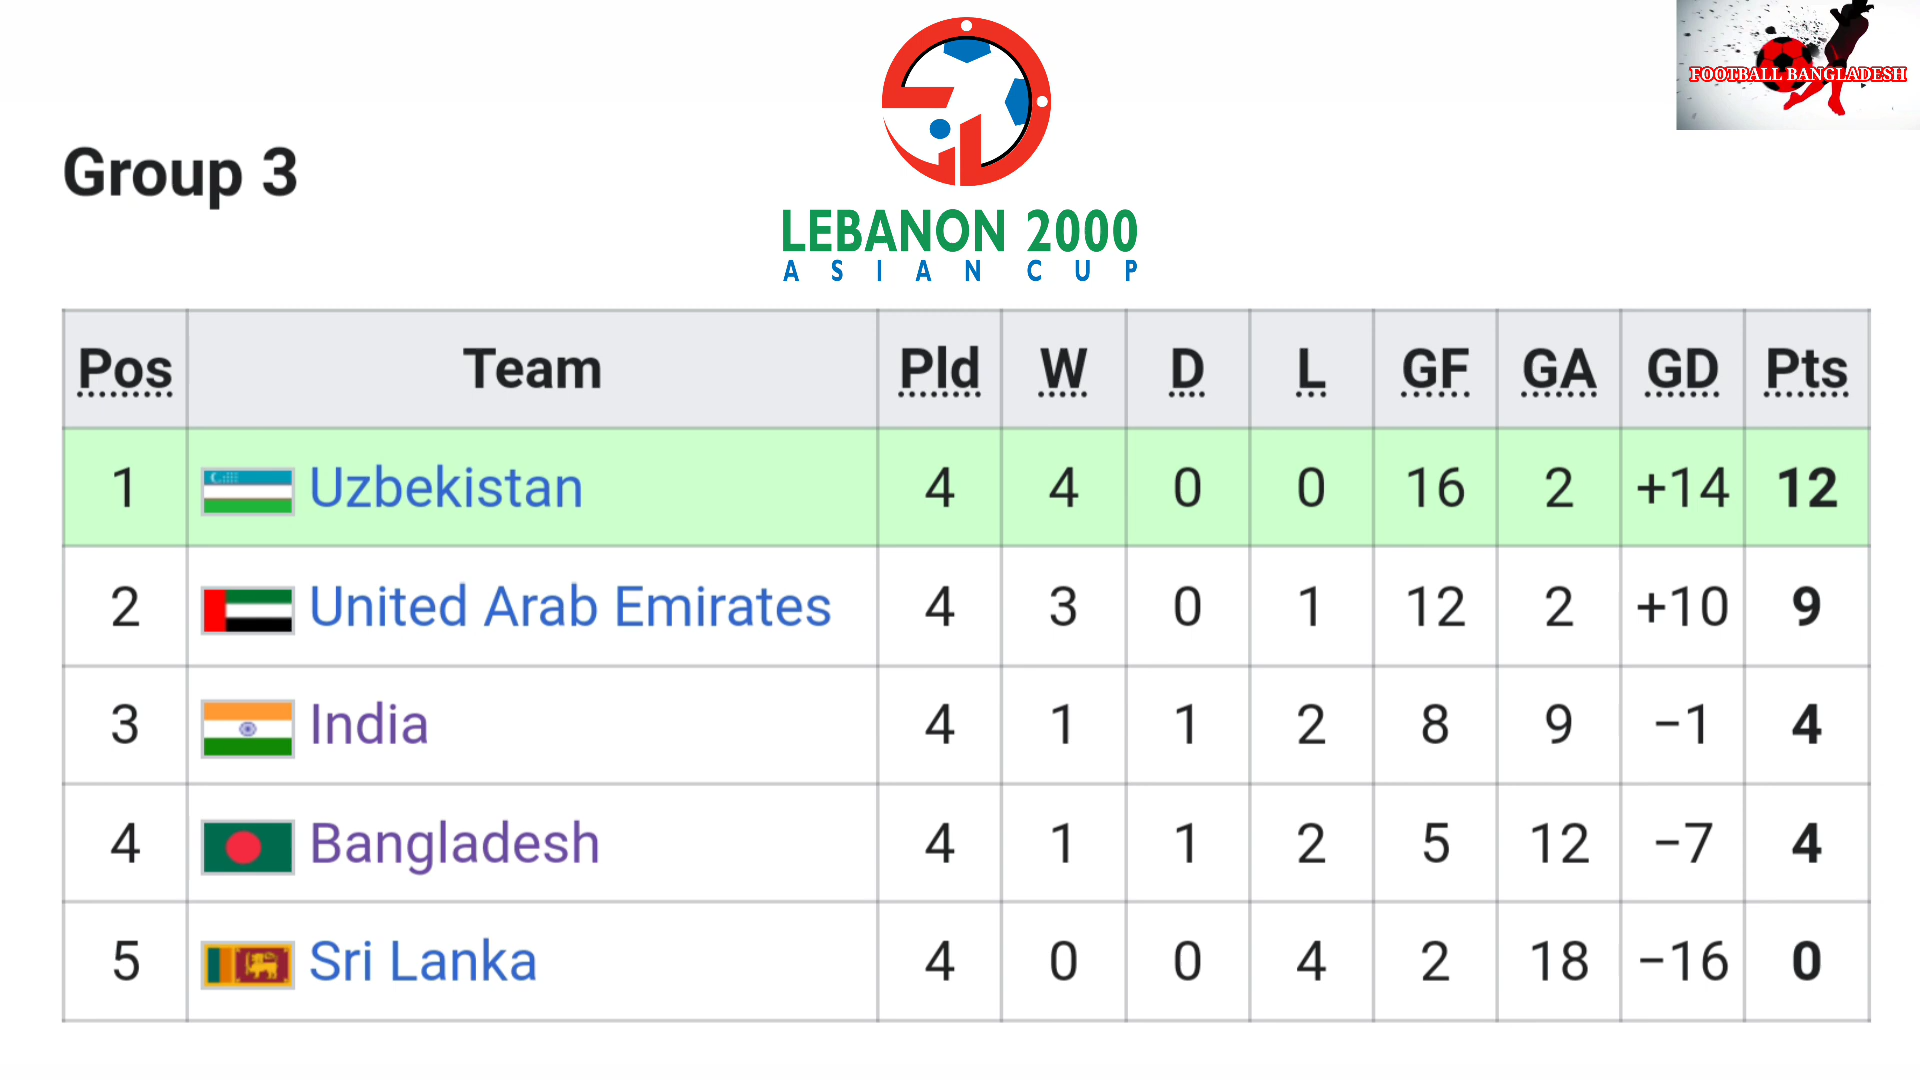 FOOTBALL BANGLADESH
Group 3
LEBANON 2000
ASIAN CUP
Pos Team Pld W D L GF GA GD Pts
1 Uzbekistan 4 4 0 0 16 2 +14 12
2 United Arab Emirates 4 3 0 1 12 2 +10 9
3 India 4 1 1 2 8 9 −1 4
4 Bangladesh 4 1 1 2 5 12 −7 4
5 Sri Lanka 4 0 0 4 2 18 −16 0